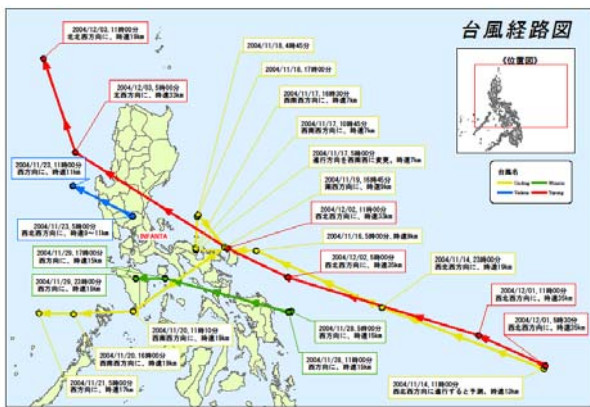 台風経路図
《位置図》
台風名
Unding
Winnie
Violeta
Yoyong
2004/12/03, 11時00分
北北西方向に、時速19km
2004/12/03, 5時00分
北西方向に、時速33km
2004/11/23, 11時00分
西方向に、時速11km
2004/11/23, 5時00分
西北西方向に、時速9～11km
INFANTA
2004/11/29, 17時00分
西方向に、時速15km
2004/11/29, 23時00分
西方向に、時速19km
2004/11/18, 4時45分
2004/11/18, 17時00分
2004/11/17, 16時30分
西南西方向に、時速7km
2004/11/17, 10時45分
西南西方向に、時速7km
2004/11/17, 5時00分
進行方向を西南西に変更。時速7km
2004/11/19, 16時45分
南西方向に、時速9km
2004/12/02, 11時00分
西北西方向に、時速33km
2004/11/16, 5時00分、時速9km
2004/11/14, 23時00分
西北西方向に、時速19km
2004/12/02, 5時00分
西北西方向に、時速35km
2004/12/01, 11時00分
西北西方向に、時速35km
2004/12/01, 5時30分
西北西方向に、時速35km
2004/11/20, 11時10分
西南西方向に、時速19km
2004/11/28, 5時00分
西方向に、時速15km
2004/11/20, 16時00分
西南西方向に、時速19km
2004/11/28, 11時00分
西方向に、時速15km
2004/11/21, 5時00分
西方向に、時速17km
2004/11/14, 11時00分
西北西方向に進行すると予測。時速13km